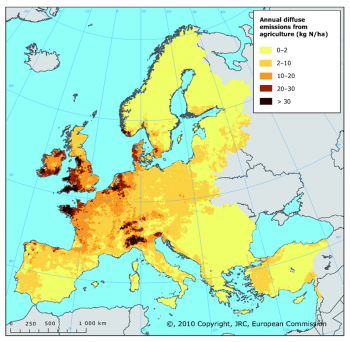 Annual diffuse
emissions from
agriculture (kg N/ha)
0–2
2–10
10–20
20–30
> 30
0 250 500 1 000 km
©, 2010 Copyright, JRC, European Commission